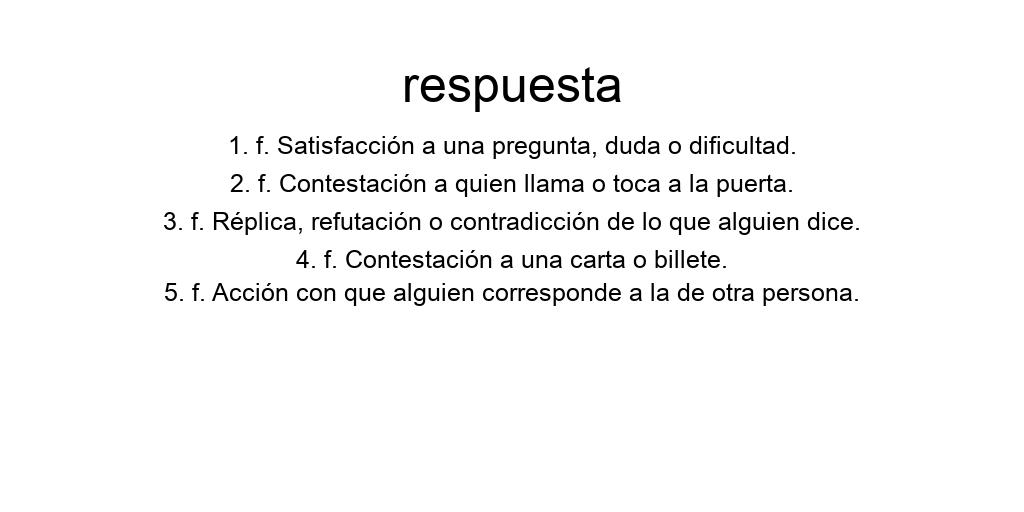 respuesta
1. f. Satisfacción a una pregunta, duda o dificultad.
2. f. Contestación a quien llama o toca a la puerta.
3. f. Réplica, refutación o contradicción de lo que alguien dice.
4. f. Contestación a una carta o billete.
5. f. Acción con que alguien corresponde a la de otra persona.